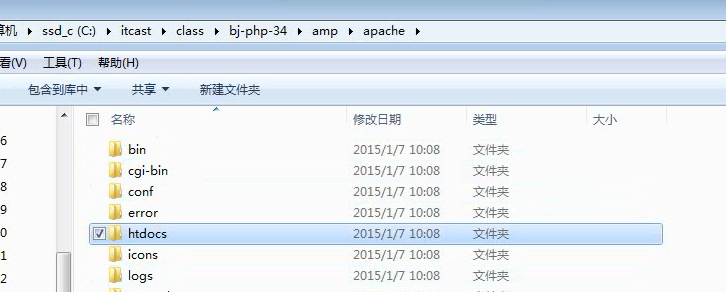 算机 ▸ ssd_c (C:) ▸ itcast ▸ class ▸ bj-php-34 ▸ amp ▸ apache ▸
看(V) 工具(T) 帮助(H)
包含到库中 共享 新建文件夹
名称 修改日期 类型 大小
6 bin 2015/1/7 10:08 文件夹
7 cgi-bin 2015/1/7 10:08 文件夹
8 conf 2015/1/7 10:08 文件夹
9 error 2015/1/7 10:08 文件夹
0 htdocs 2015/1/7 10:08 文件夹
1 icons 2015/1/7 10:08 文件夹
2 logs 2015/1/7 10:08 文件夹